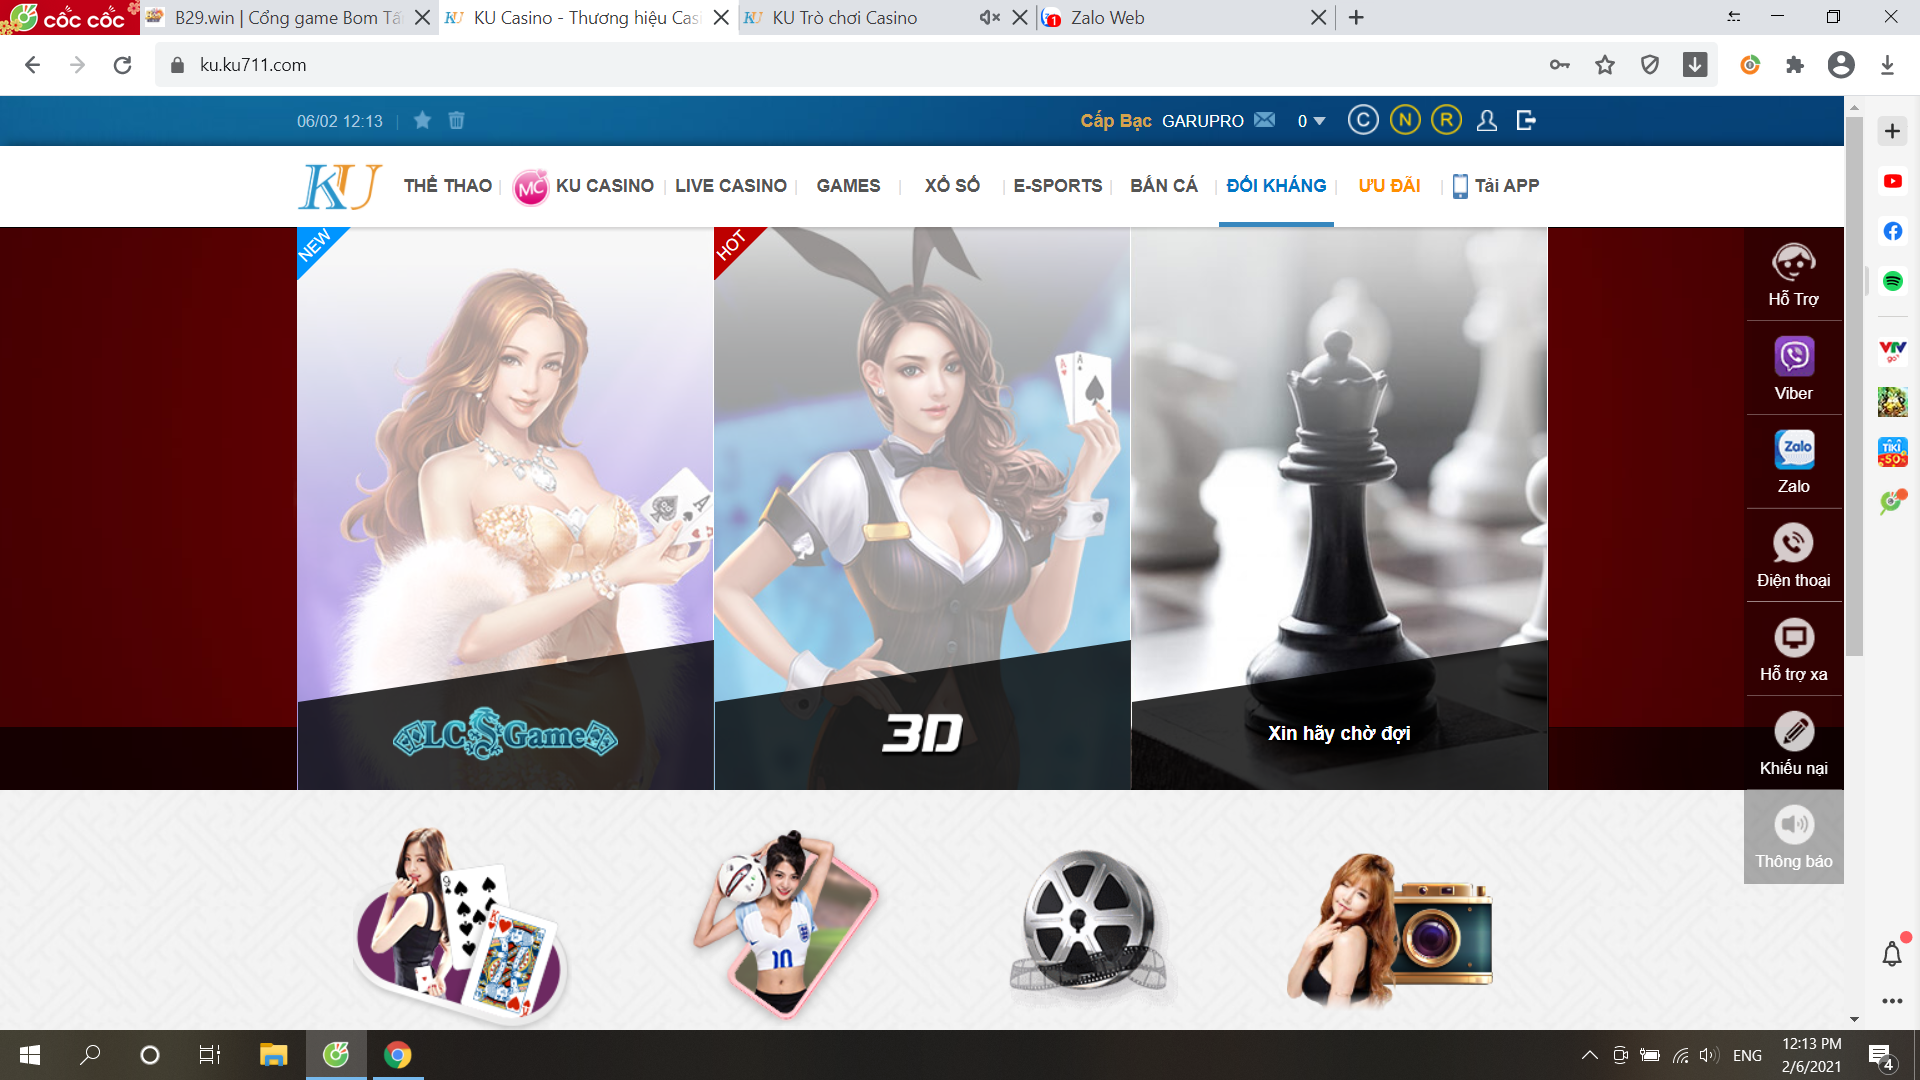 cốc cốc
B29.win | Cổng game Bom Tấ
KU Casino - Thương hiệu Casi
KU Trò chơi Casino
1
Zalo Web
ku.ku711.com
06/02 12:13
Cấp Bạc GARUPRO 0
C N R
KU
THỂ THAO
MC KU CASINO
LIVE CASINO
GAMES
XỔ SỐ
E-SPORTS
BẮN CÁ
ĐỐI KHÁNG
ƯU ĐÃI
Tải APP
NEW
HOT
LC Game
3D
Xin hãy chờ đợi
Hỗ Trợ
Viber
Zalo
Zalo
Điện thoại
Hỗ trợ xa
Khiếu nại
Thông báo
VTV
go
TIKI
10
ENG
12:13 PM
2/6/2021
4